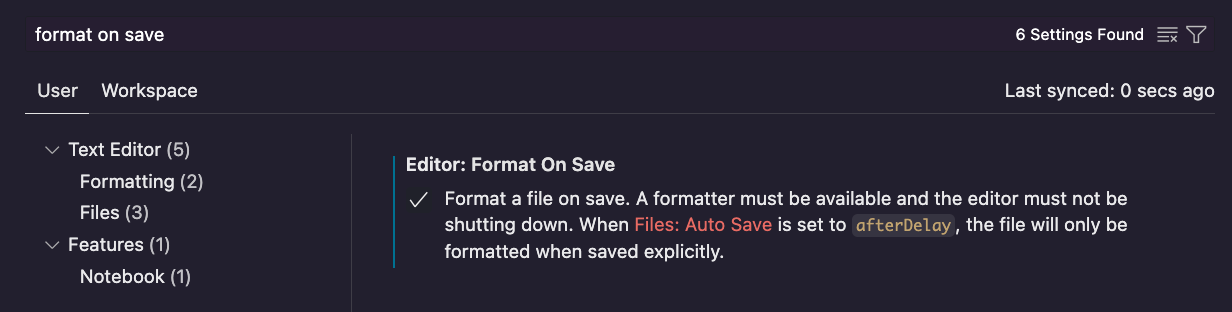 format on save
6 Settings Found
User
Workspace
Last synced: 0 secs ago
Text Editor (5)
Formatting (2)
Files (3)
Features (1)
Notebook (1)
Editor: Format On Save
Format a file on save. A formatter must be available and the editor must not be
shutting down. When Files: Auto Save is set to afterDelay, the file will only be
formatted when saved explicitly.